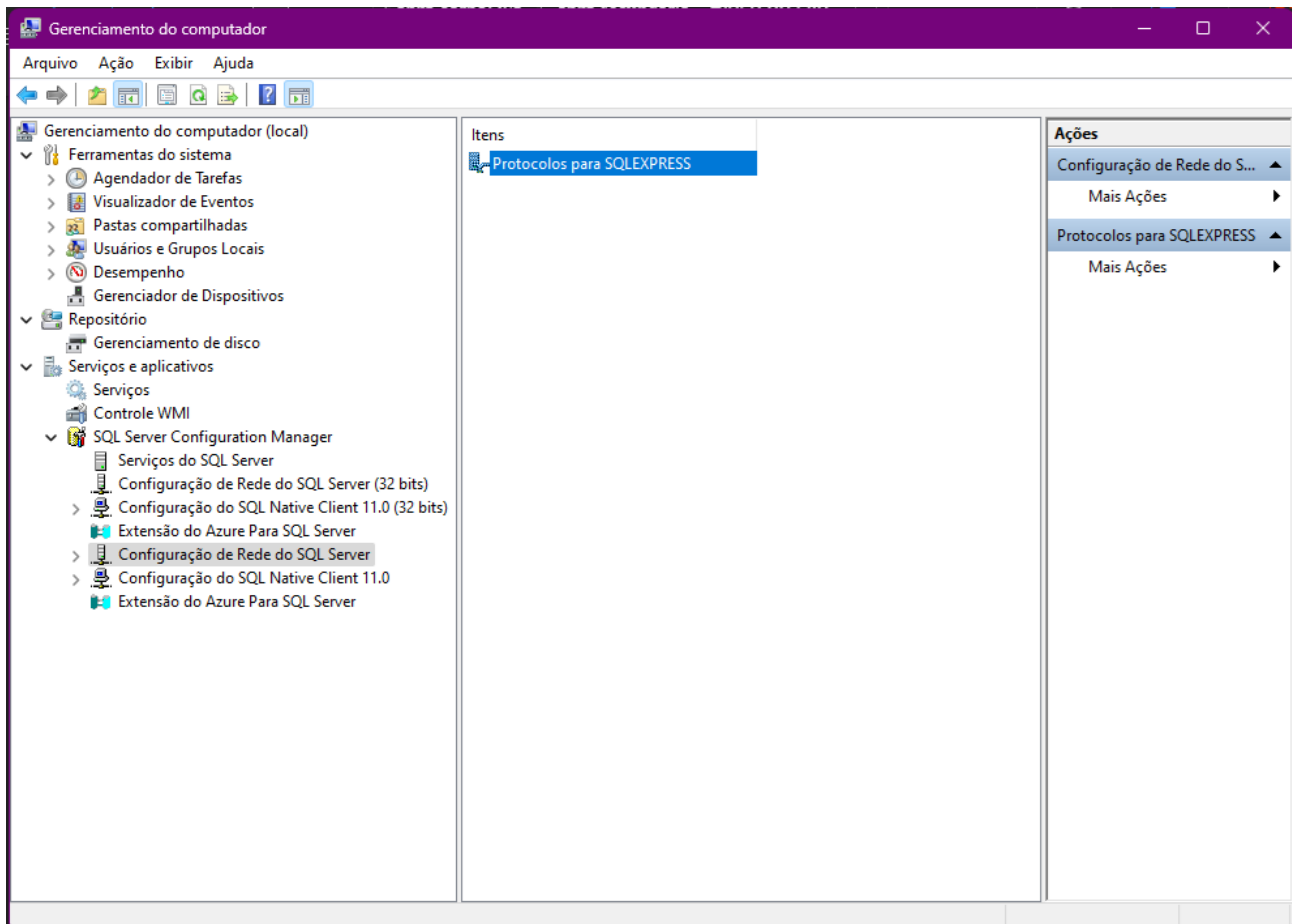 Gerenciamento do computador
Arquivo Ação Exibir Ajuda
Gerenciamento do computador (local)
Ferramentas do sistema
Agendador de Tarefas
Visualizador de Eventos
Pastas compartilhadas
Usuários e Grupos Locais
Desempenho
Gerenciador de Dispositivos
Repositório
Gerenciamento de disco
Serviços e aplicativos
Serviços
Controle WMI
SQL Server Configuration Manager
Serviços do SQL Server
Configuração de Rede do SQL Server (32 bits)
Configuração do SQL Native Client 11.0 (32 bits)
Extensão do Azure Para SQL Server
Configuração de Rede do SQL Server
Configuração do SQL Native Client 11.0
Extensão do Azure Para SQL Server
Itens
Protocolos para SQLEXPRESS
Ações
Configuração de Rede do S...
Mais Ações
Protocolos para SQLEXPRESS
Mais Ações